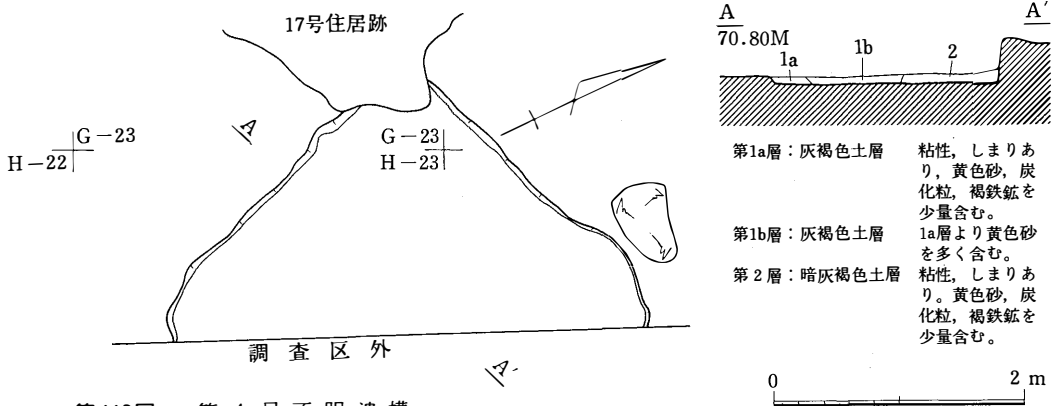 17号住居跡
A
G－23
H－22
G－23
H－23
調査区外
A′
A
A′
70.80M
1a
1b
2
第1a層：灰褐色土層　粘性，しまりあ
り，黄色砂，炭
化粒，褐鉄鉱を
少量含む。
第1b層：灰褐色土層　1a層より黄色砂
を多く含む。
第2層：暗灰褐色土層　粘性，しまりあ
り。黄色砂，炭
化粒，褐鉄鉱を
少量含む。
0
2 m